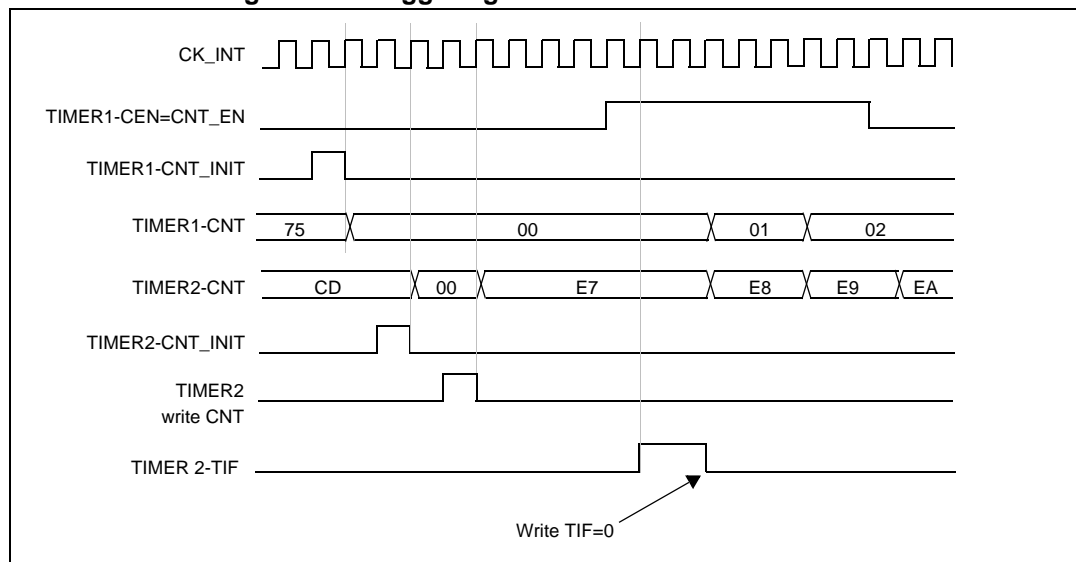 CK_INT
TIMER1-CEN=CNT_EN
TIMER1-CNT_INIT
TIMER1-CNT
75
00
01
02
TIMER2-CNT
CD
00
E7
E8
E9
EA
TIMER2-CNT_INIT
TIMER2
write CNT
TIMER 2-TIF
Write TIF=0